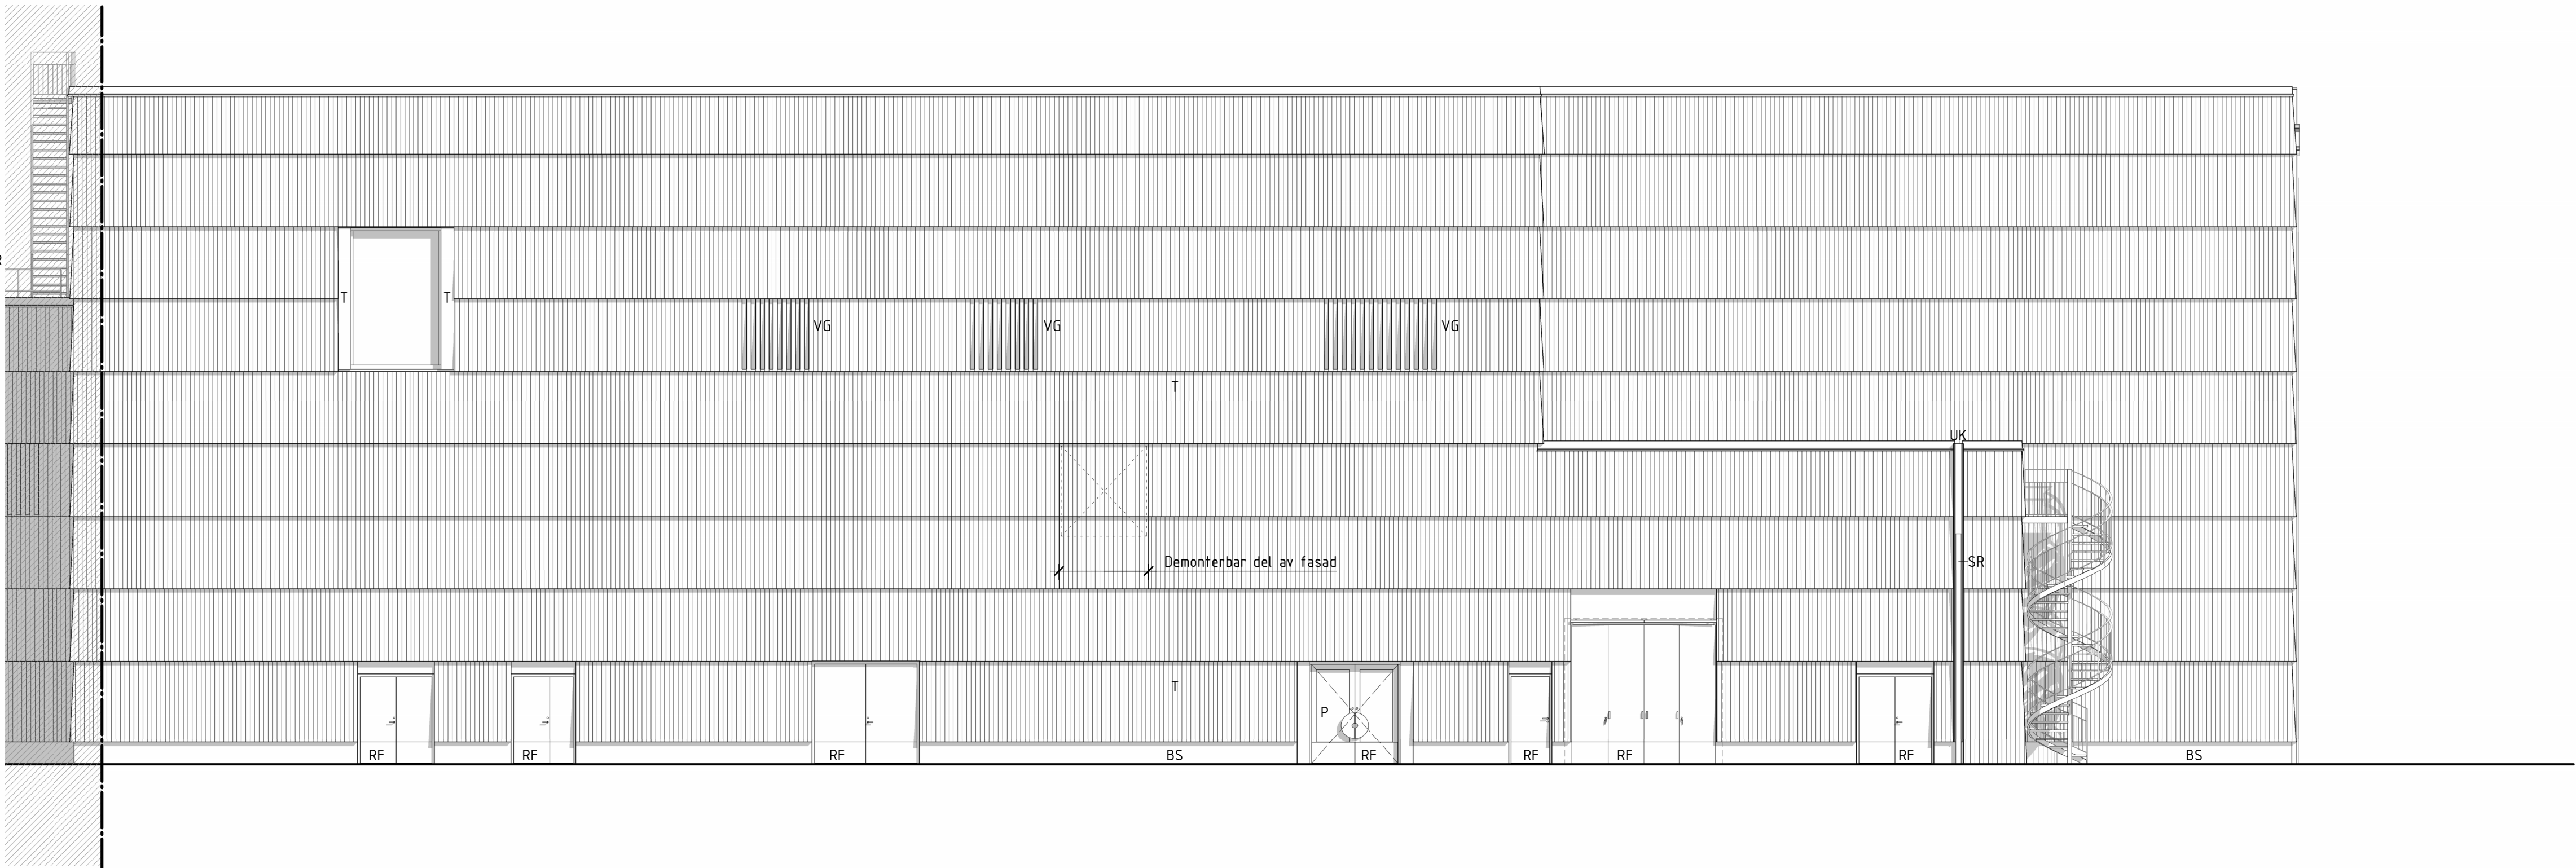 T T
VG VG VG
T
UK
Demonterbar del av fasad
SR
T
P
RF RF RF BS RF RF RF RF BS